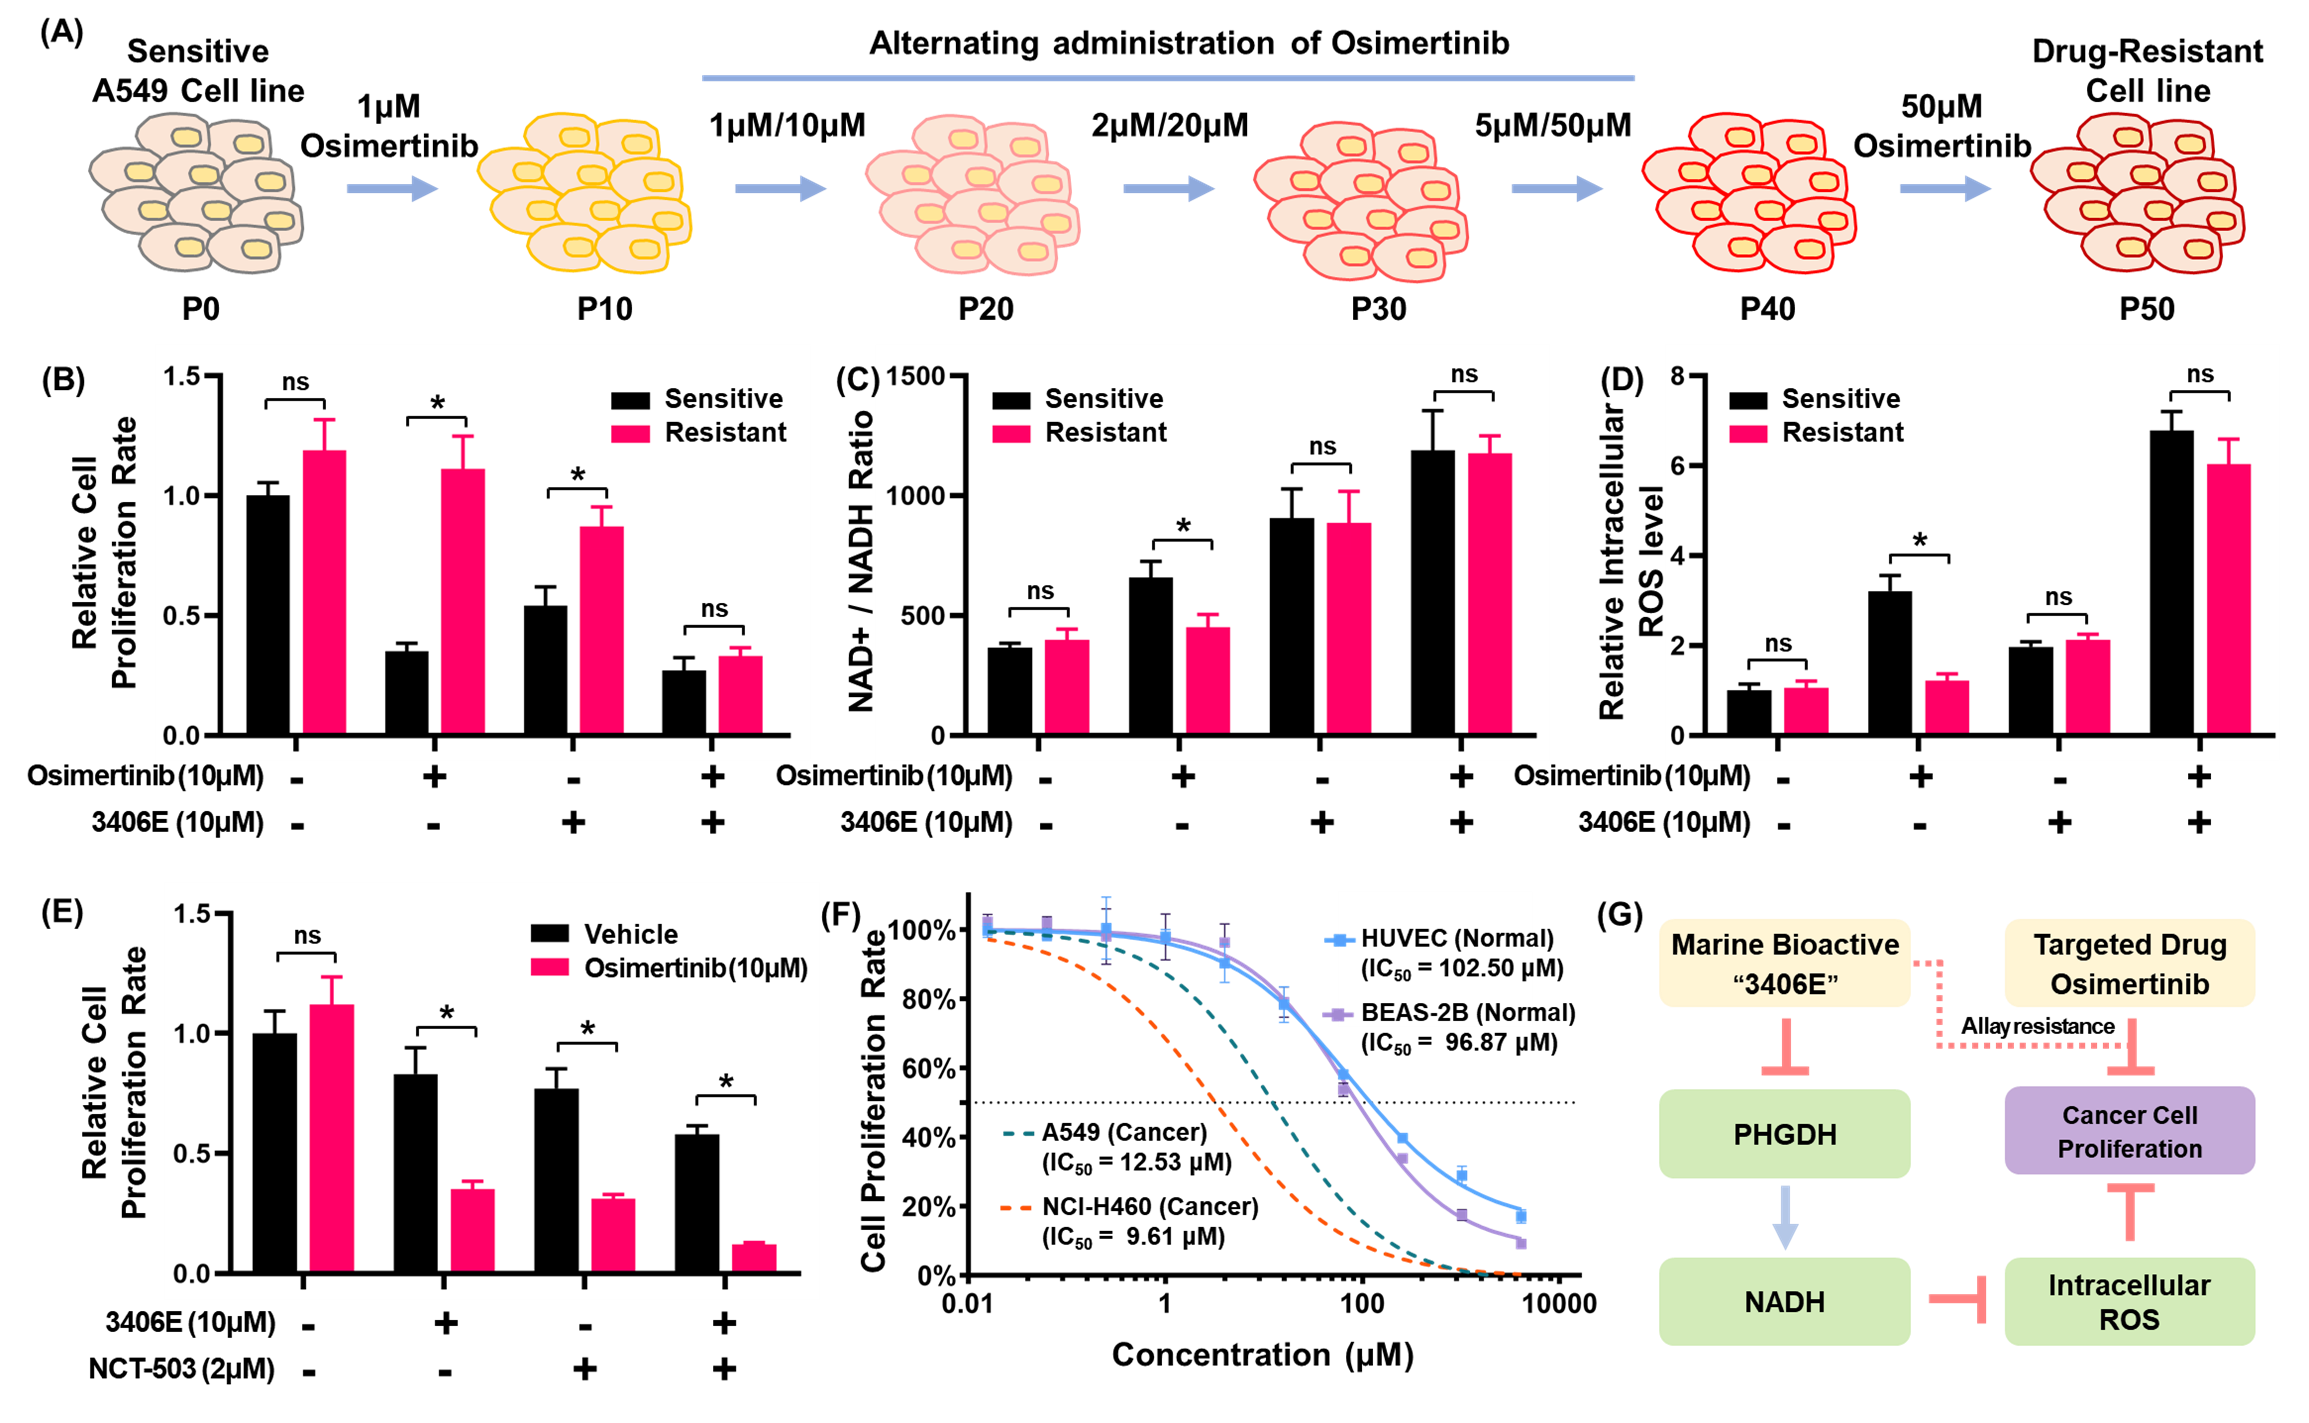 (A)
Sensitive
A549 Cell line
1μM
Osimertinib
Alternating administration of Osimertinib
1μM/10μM
2μM/20μM
5μM/50μM
50μM
Osimertinib
Drug-Resistant
Cell line
P0
P10
P20
P30
P40
P50
(B)
Relative Cell
Proliferation Rate
1.5
1.0
0.5
0.0
ns
*
*
ns
Sensitive
Resistant
Osimertinib (10μM) - + - +
3406E (10μM) - - + +
(C)
NAD+ / NADH Ratio
1500
1000
500
0
ns
*
ns
ns
Sensitive
Resistant
Osimertinib (10μM) - + - +
3406E (10μM) - - + +
(D)
Relative Intracellular
ROS level
8
6
4
2
0
ns
*
ns
ns
Sensitive
Resistant
Osimertinib (10μM) - + - +
3406E (10μM) - - + +
(E)
Relative Cell
Proliferation Rate
1.5
1.0
0.5
0.0
ns
*
*
*
Vehicle
Osimertinib (10μM)
3406E (10μM) - + - +
NCT-503 (2μM) - - + +
(F)
Cell Proliferation Rate
100%
80%
60%
40%
20%
0%
HUVEC (Normal)
(IC50 = 102.50 μM)
BEAS-2B (Normal)
(IC50 = 96.87 μM)
A549 (Cancer)
(IC50 = 12.53 μM)
NCI-H460 (Cancer)
(IC50 = 9.61 μM)
0.01
1
100
10000
Concentration (μM)
(G)
Marine Bioactive
“3406E”
Targeted Drug
Osimertinib
Allay resistance
PHGDH
Cancer Cell
Proliferation
NADH
Intracellular
ROS